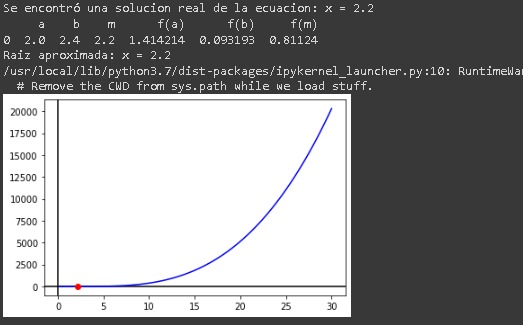 Se encontró una solucion real de la ecuacion: x = 2.2
a b m f(a) f(b) f(m)
0 2.0 2.4 2.2 1.414214 0.093193 0.81124
Raiz aproximada: x = 2.2
/usr/local/lib/python3.7/dist-packages/ipykernel_launcher.py:10: RuntimeWar
# Remove the CWD from sys.path while we load stuff.
20000
17500
15000
12500
10000
7500
5000
2500
0
0 5 10 15 20 25 30